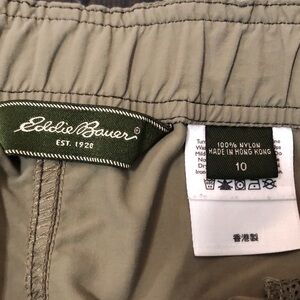 Eddie Bauer®
EST. 1920
100% NYLON
MADE IN HONG KONG
10
香港製